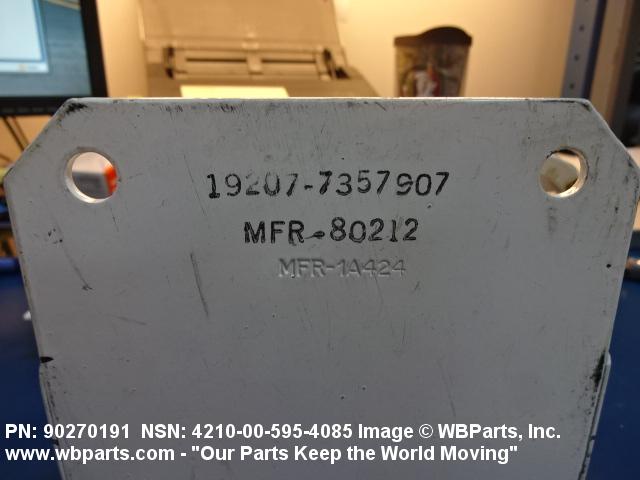 19207-7357907
MFR-80212
MFR-1A424
PN: 90270191 NSN: 4210-00-595-4085 Image © WBParts, Inc.
www.wbparts.com - "Our Parts Keep the World Moving"